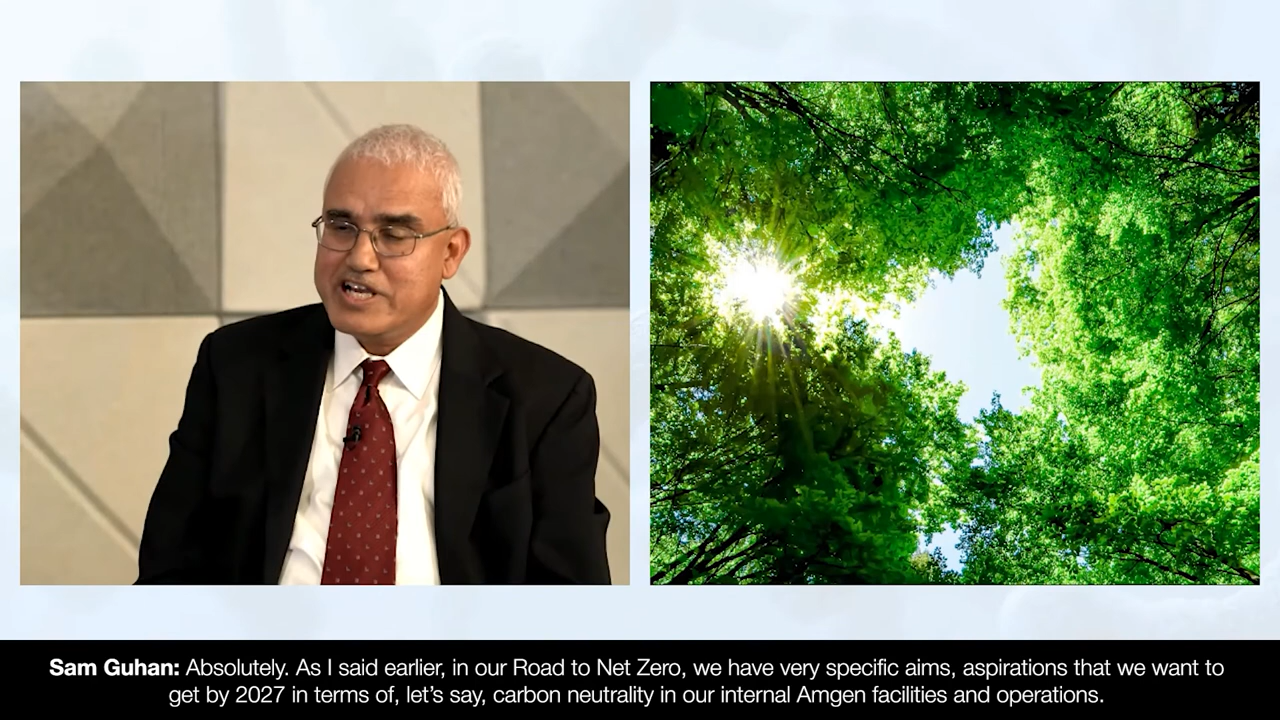 Sam Guhan: Absolutely. As I said earlier, in our Road to Net Zero, we have very specific aims, aspirations that we want to
get by 2027 in terms of, let’s say, carbon neutrality in our internal Amgen facilities and operations.